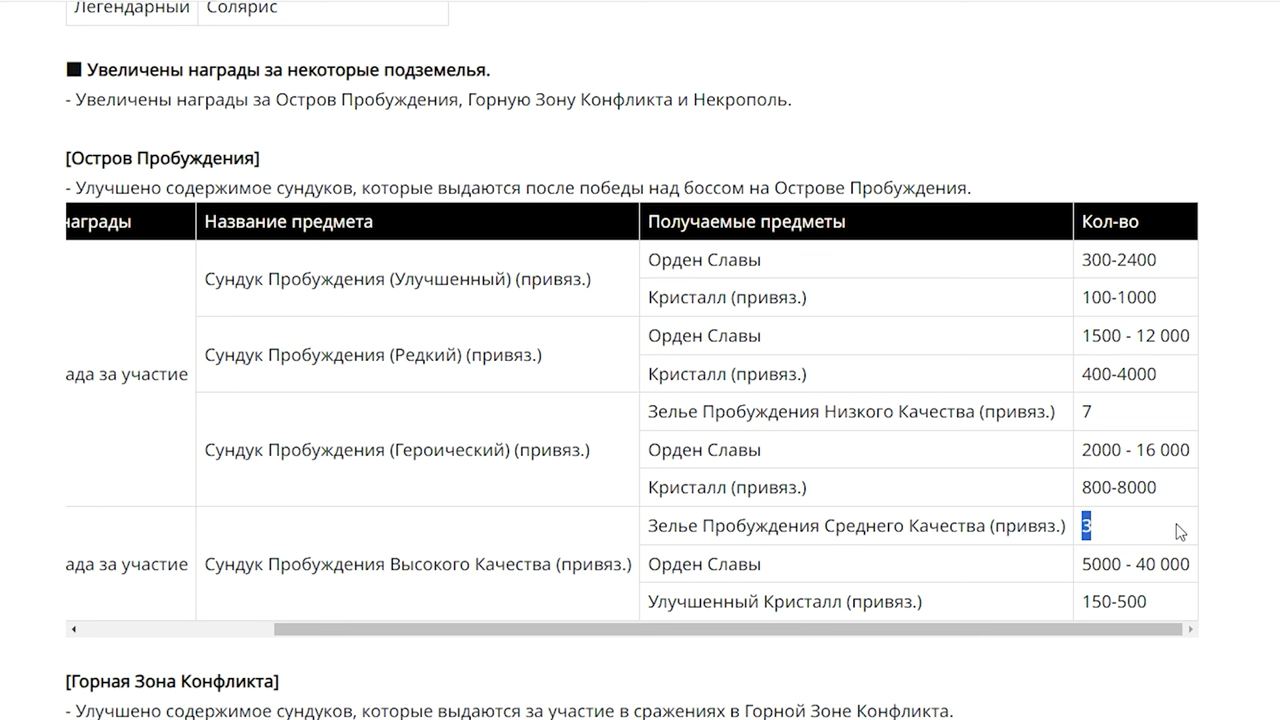 Легендарный Солярис
■ Увеличены награды за некоторые подземелья.
- Увеличены награды за Остров Пробуждения, Горную Зону Конфликта и Некрополь.
[Остров Пробуждения]
- Улучшено содержимое сундуков, которые выдаются после победы над боссом на Острове Пробуждения.
награды Название предмета Получаемые предметы Кол-во
ада за участие
Сундук Пробуждения (Улучшенный) (привяз.)
Орден Славы 300-2400
Кристалл (привяз.) 100-1000
Сундук Пробуждения (Редкий) (привяз.)
Орден Славы 1500 - 12 000
Кристалл (привяз.) 400-4000
Сундук Пробуждения (Героический) (привяз.)
Зелье Пробуждения Низкого Качества (привяз.) 7
Орден Славы 2000 - 16 000
Кристалл (привяз.) 800-8000
ада за участие
Сундук Пробуждения Высокого Качества (привяз.)
Зелье Пробуждения Среднего Качества (привяз.) 3
Орден Славы 5000 - 40 000
Улучшенный Кристалл (привяз.) 150-500
[Горная Зона Конфликта]
- Улучшено содержимое сундуков, которые выдаются за участие в сражениях в Горной Зоне Конфликта.